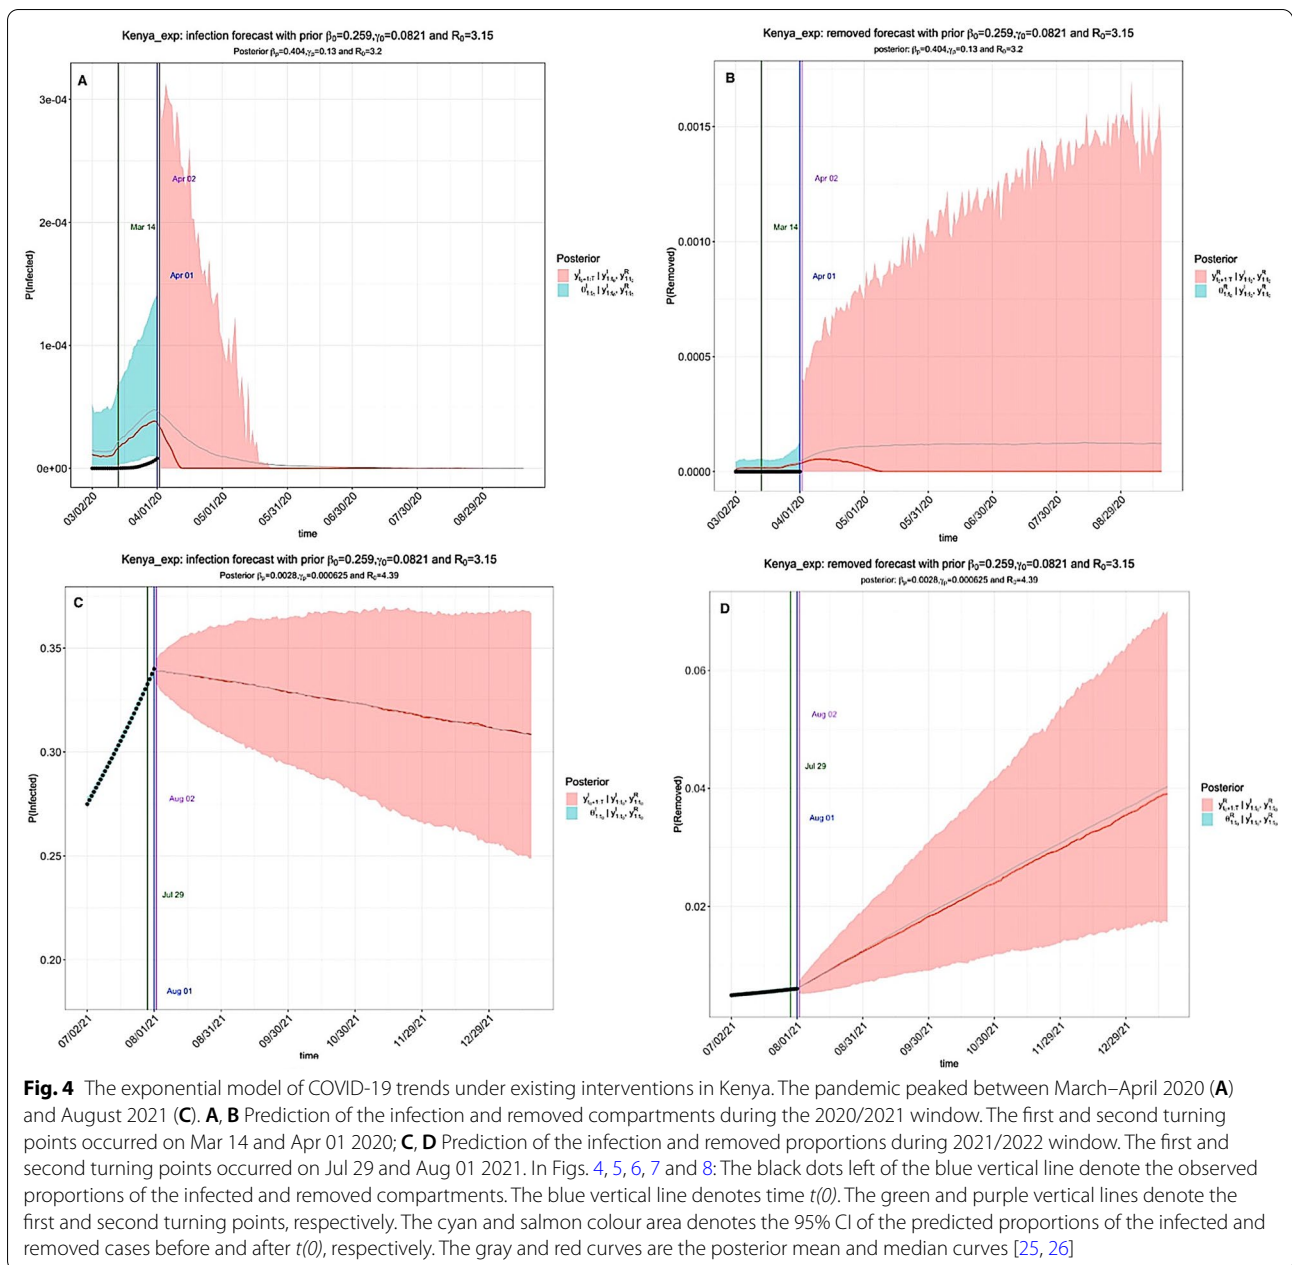 Kenya_exp: infection forecast with prior β₀=0.259,γ₀=0.0821 and R₀=3.15
Posterior βₚ=0.404,γₚ=0.13 and R₀=3.2
A
3e-04
2e-04
1e-04
0e+00
P(Infected)
Apr 02
Mar 14
Apr 01
03/02/20
04/01/20
05/01/20
05/31/20
06/30/20
07/30/20
08/29/20
time
Posterior
Kenya_exp: removed forecast with prior β₀=0.259,γ₀=0.0821 and R₀=3.15
posterior: βₚ=0.404,γₚ=0.13 and R₀=3.2
B
0.0015
0.0010
0.0005
0.0000
P(Removed)
Apr 02
Mar 14
Apr 01
03/02/20
04/01/20
05/01/20
05/31/20
06/30/20
07/30/20
08/29/20
time
Posterior
Kenya_exp: infection forecast with prior β₀=0.259,γ₀=0.0821 and R₀=3.15
Posterior βₚ=0.0028,γₚ=0.000625 and R₀=4.39
C
0.35
0.30
0.25
0.20
P(Infected)
Aug 02
Jul 29
Aug 01
07/02/21
08/01/21
08/31/21
09/30/21
10/30/21
11/29/21
12/29/21
time
Posterior
Kenya_exp: removed forecast with prior β₀=0.259,γ₀=0.0821 and R₀=3.15
posterior: βₚ=0.0028,γₚ=0.000625 and R₀=4.39
D
0.06
0.04
0.02
P(Removed)
Aug 02
Jul 29
Aug 01
07/02/21
08/01/21
08/31/21
09/30/21
10/30/21
11/29/21
12/29/21
time
Posterior
Fig. 4 The exponential model of COVID-19 trends under existing interventions in Kenya. The pandemic peaked between March–April 2020 (A)
and August 2021 (C). A, B Prediction of the infection and removed compartments during the 2020/2021 window. The first and second turning
points occurred on Mar 14 and Apr 01 2020; C, D Prediction of the infection and removed proportions during 2021/2022 window. The first and
second turning points occurred on Jul 29 and Aug 01 2021. In Figs. 4, 5, 6, 7 and 8: The black dots left of the blue vertical line denote the observed
proportions of the infected and removed compartments. The blue vertical line denotes time t(0). The green and purple vertical lines denote the
first and second turning points, respectively. The cyan and salmon colour area denotes the 95% CI of the predicted proportions of the infected and
removed cases before and after t(0), respectively. The gray and red curves are the posterior mean and median curves [25, 26]